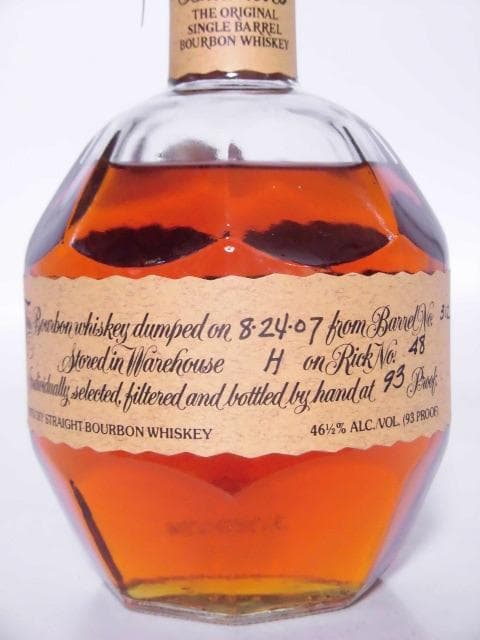 THE ORIGINAL
SINGLE BARREL
BOURBON WHISKEY
Bourbon whiskey dumped on 8-24-07 from Barrel No:
Stored in Warehouse H on Rick No: 48
Individually selected, filtered and bottled by hand at 93 Proof.
STRAIGHT BOURBON WHISKEY 46½% ALC./VOL. (93 PROOF)